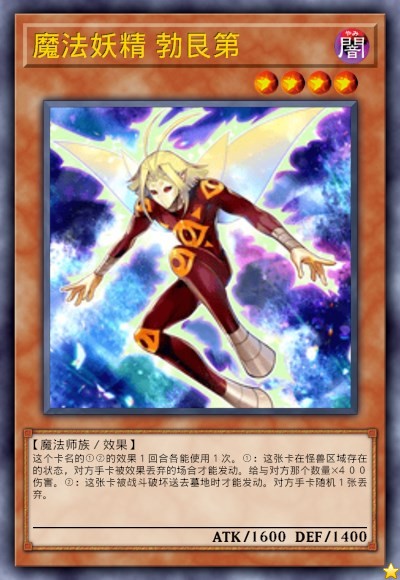 魔法妖精 勃艮第
やみ
闇
【魔法师族／效果】
这个卡名的①②的效果１回合各能使用１次。①：这张卡在怪兽区域存在
的状态，对方手卡被效果丢弃的场合才能发动。给与对方那个数量×４００
伤害。②：这张卡被战斗破坏送去墓地时才能发动。对方手卡随机１张丢
弃。
ATK/1600 DEF/1400